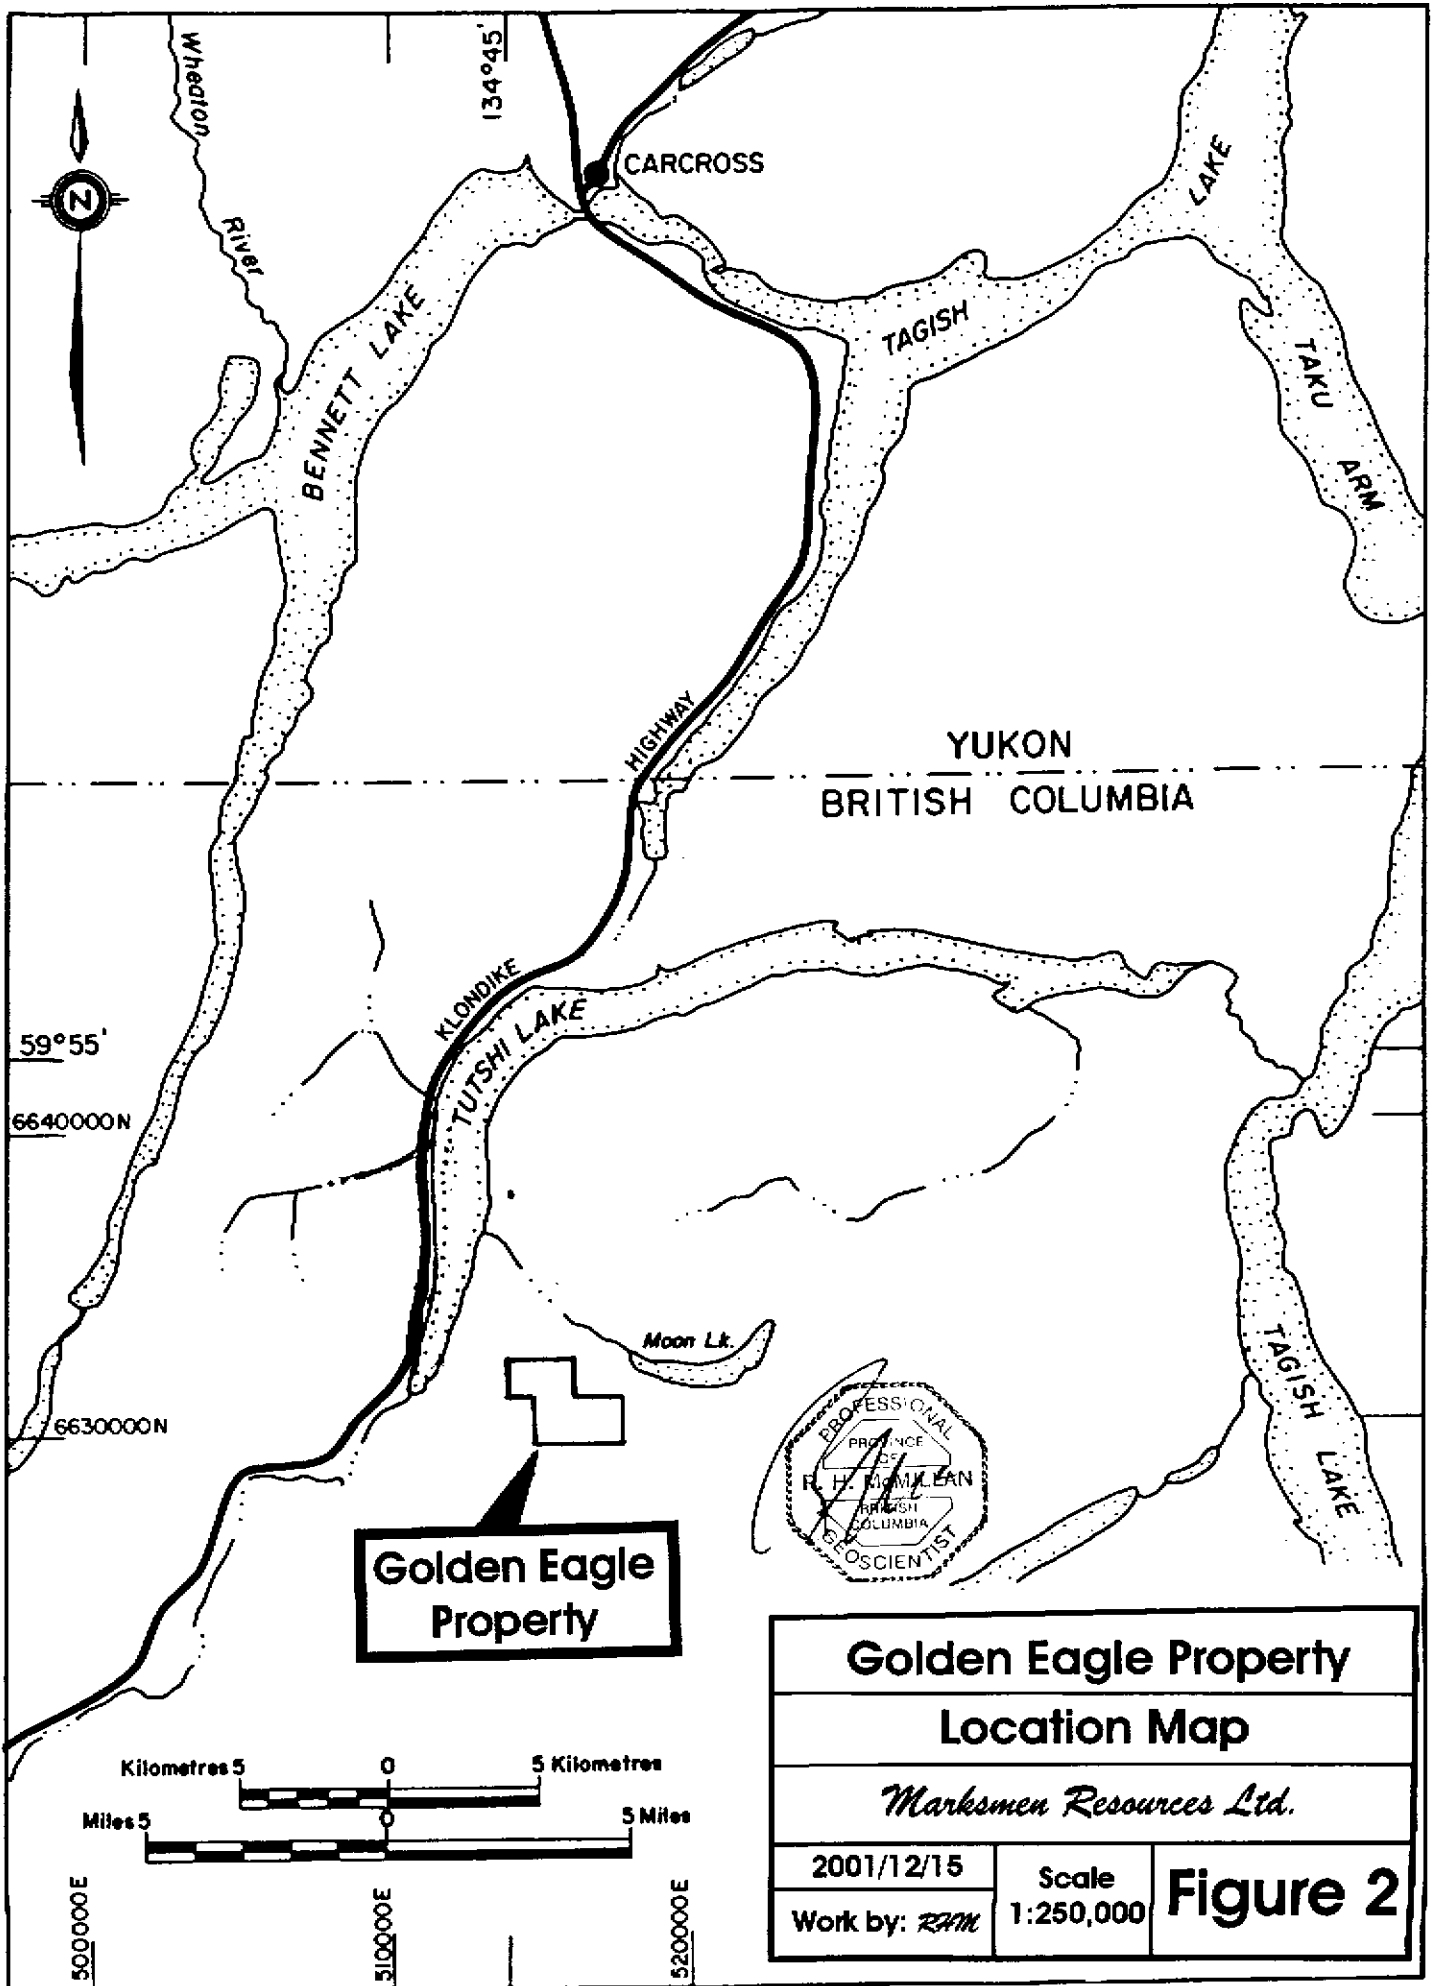 Wheaton
River
134°45'
N
CARCROSS
LAKE
TAGISH
BENNETT LAKE
TAKU
ARM
HIGHWAY
YUKON
BRITISH COLUMBIA
KLONDIKE
TUTSHI LAKE
59°55'
6640000N
Moon Lk.
6630000N
TAGISH
LAKE
PROFESSIONAL
PROVINCE
OF
R. H. McMILLAN
BRITISH
COLUMBIA
GEOSCIENTIST
Golden Eagle
Property
Golden Eagle Property
Location Map
Marksmen Resources Ltd.
2001/12/15
Work by: RHM
Scale
1:250,000
Figure 2
Kilometres 5 0 5 Kilometres
Miles 5 0 5 Miles
500000E
510000E
520000E